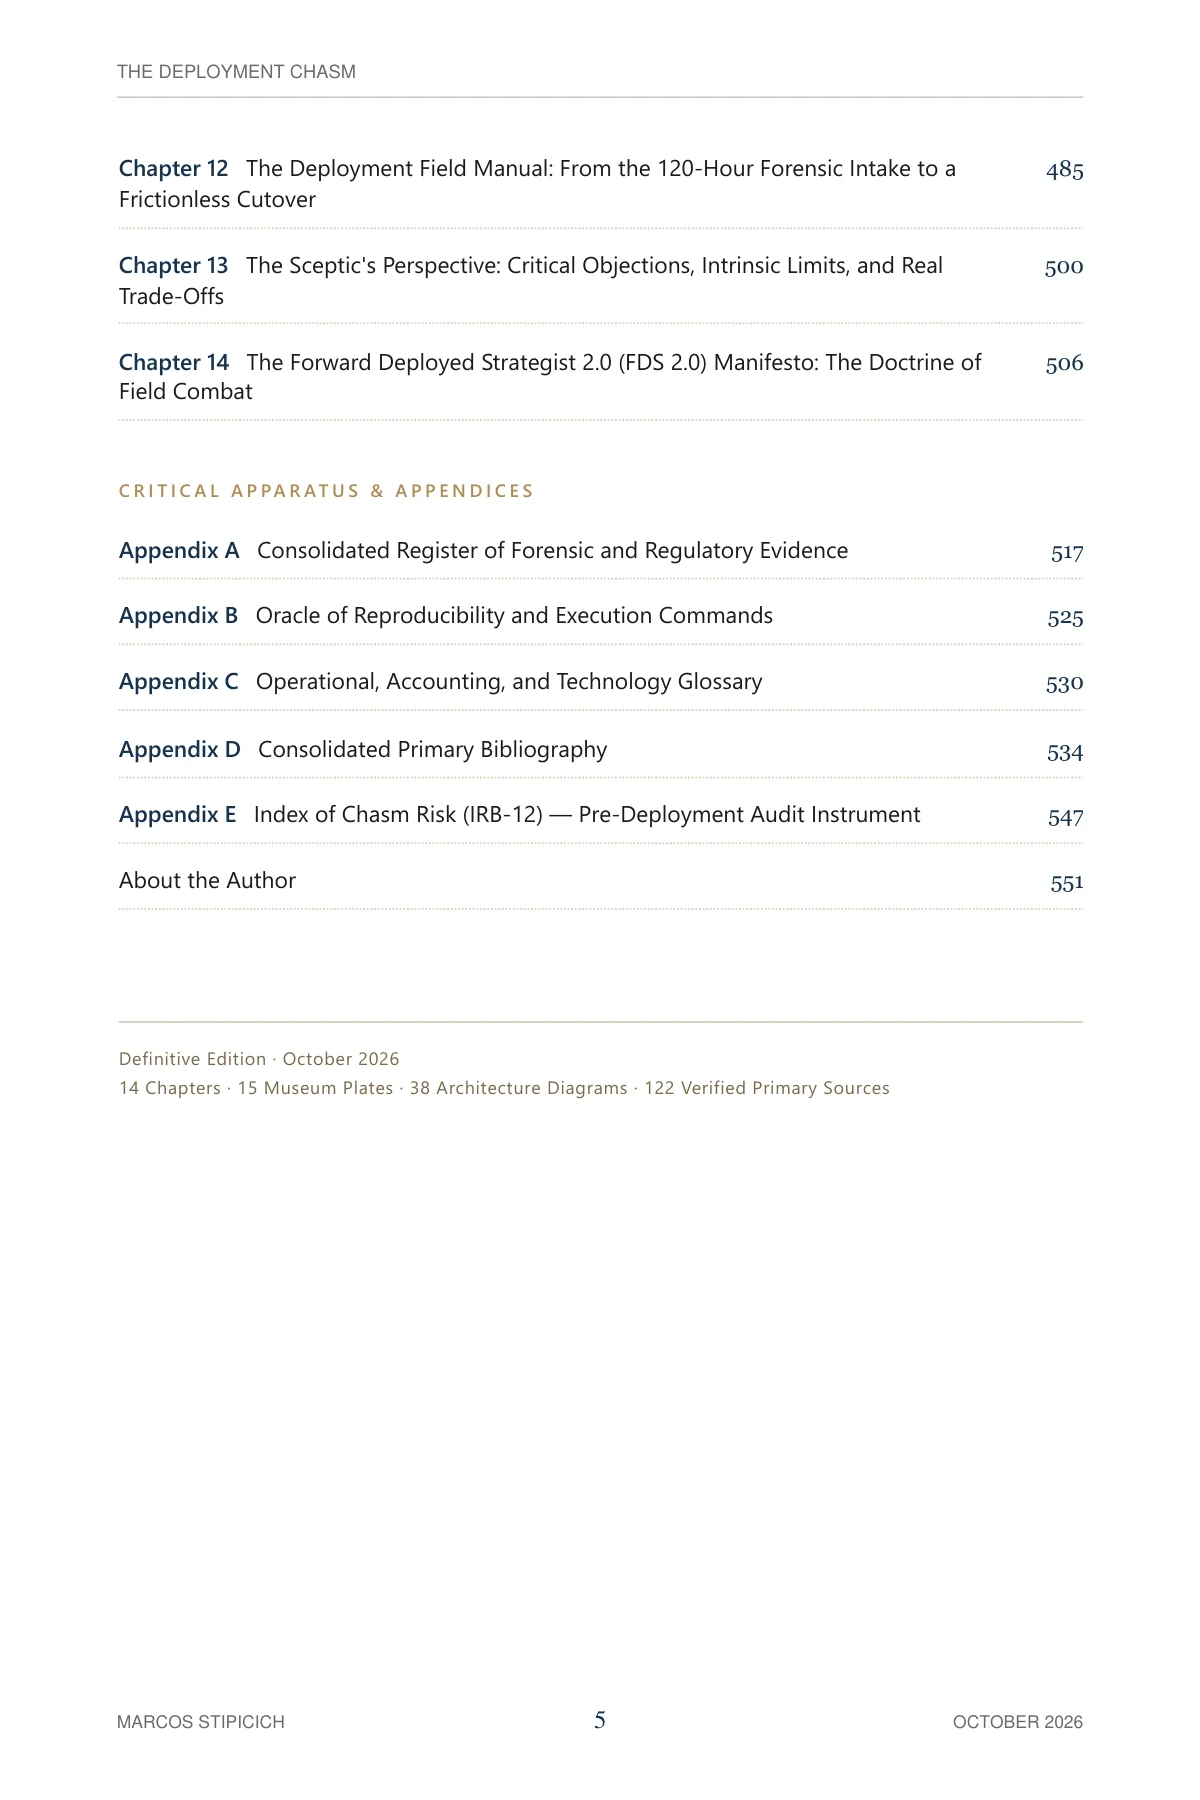 THE DEPLOYMENT CHASM
Chapter 12 The Deployment Field Manual: From the 120-Hour Forensic Intake to a 485
Frictionless Cutover
Chapter 13 The Sceptic's Perspective: Critical Objections, Intrinsic Limits, and Real 500
Trade-Offs
Chapter 14 The Forward Deployed Strategist 2.0 (FDS 2.0) Manifesto: The Doctrine of 506
Field Combat
CRITICAL APPARATUS & APPENDICES
Appendix A Consolidated Register of Forensic and Regulatory Evidence 517
Appendix B Oracle of Reproducibility and Execution Commands 525
Appendix C Operational, Accounting, and Technology Glossary 530
Appendix D Consolidated Primary Bibliography 534
Appendix E Index of Chasm Risk (IRB-12) — Pre-Deployment Audit Instrument 547
About the Author 551
Definitive Edition · October 2026
14 Chapters · 15 Museum Plates · 38 Architecture Diagrams · 122 Verified Primary Sources
MARCOS STIPICICH 5 OCTOBER 2026